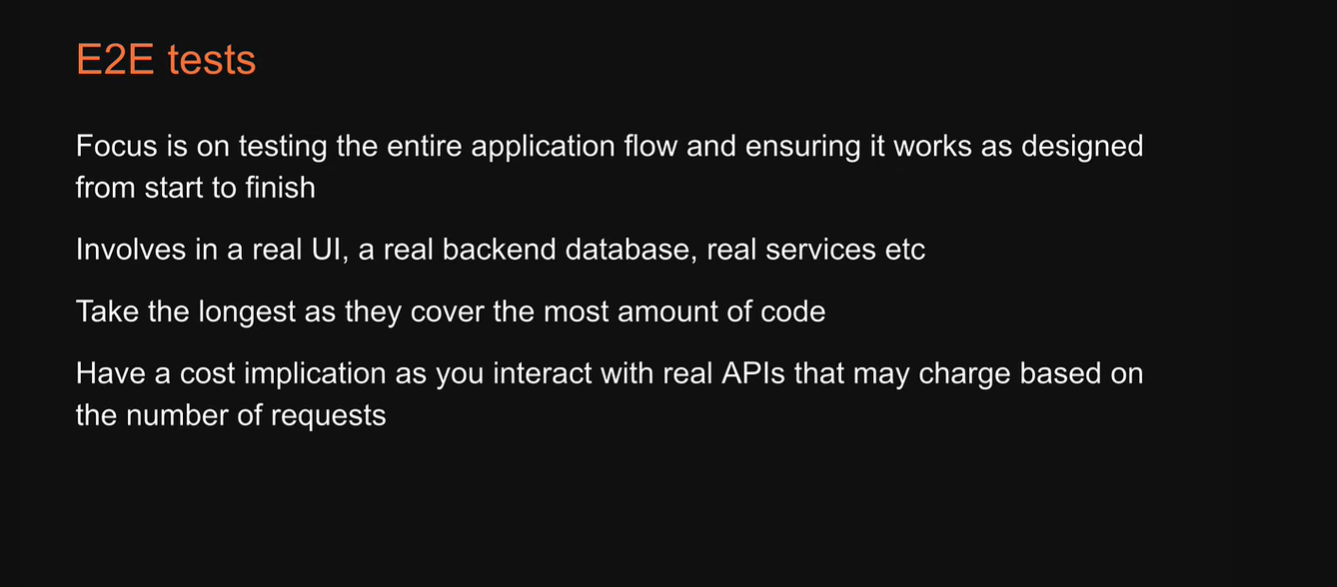 E2E tests
Focus is on testing the entire application flow and ensuring it works as designed
from start to finish
Involves in a real UI, a real backend database, real services etc
Take the longest as they cover the most amount of code
Have a cost implication as you interact with real APIs that may charge based on
the number of requests